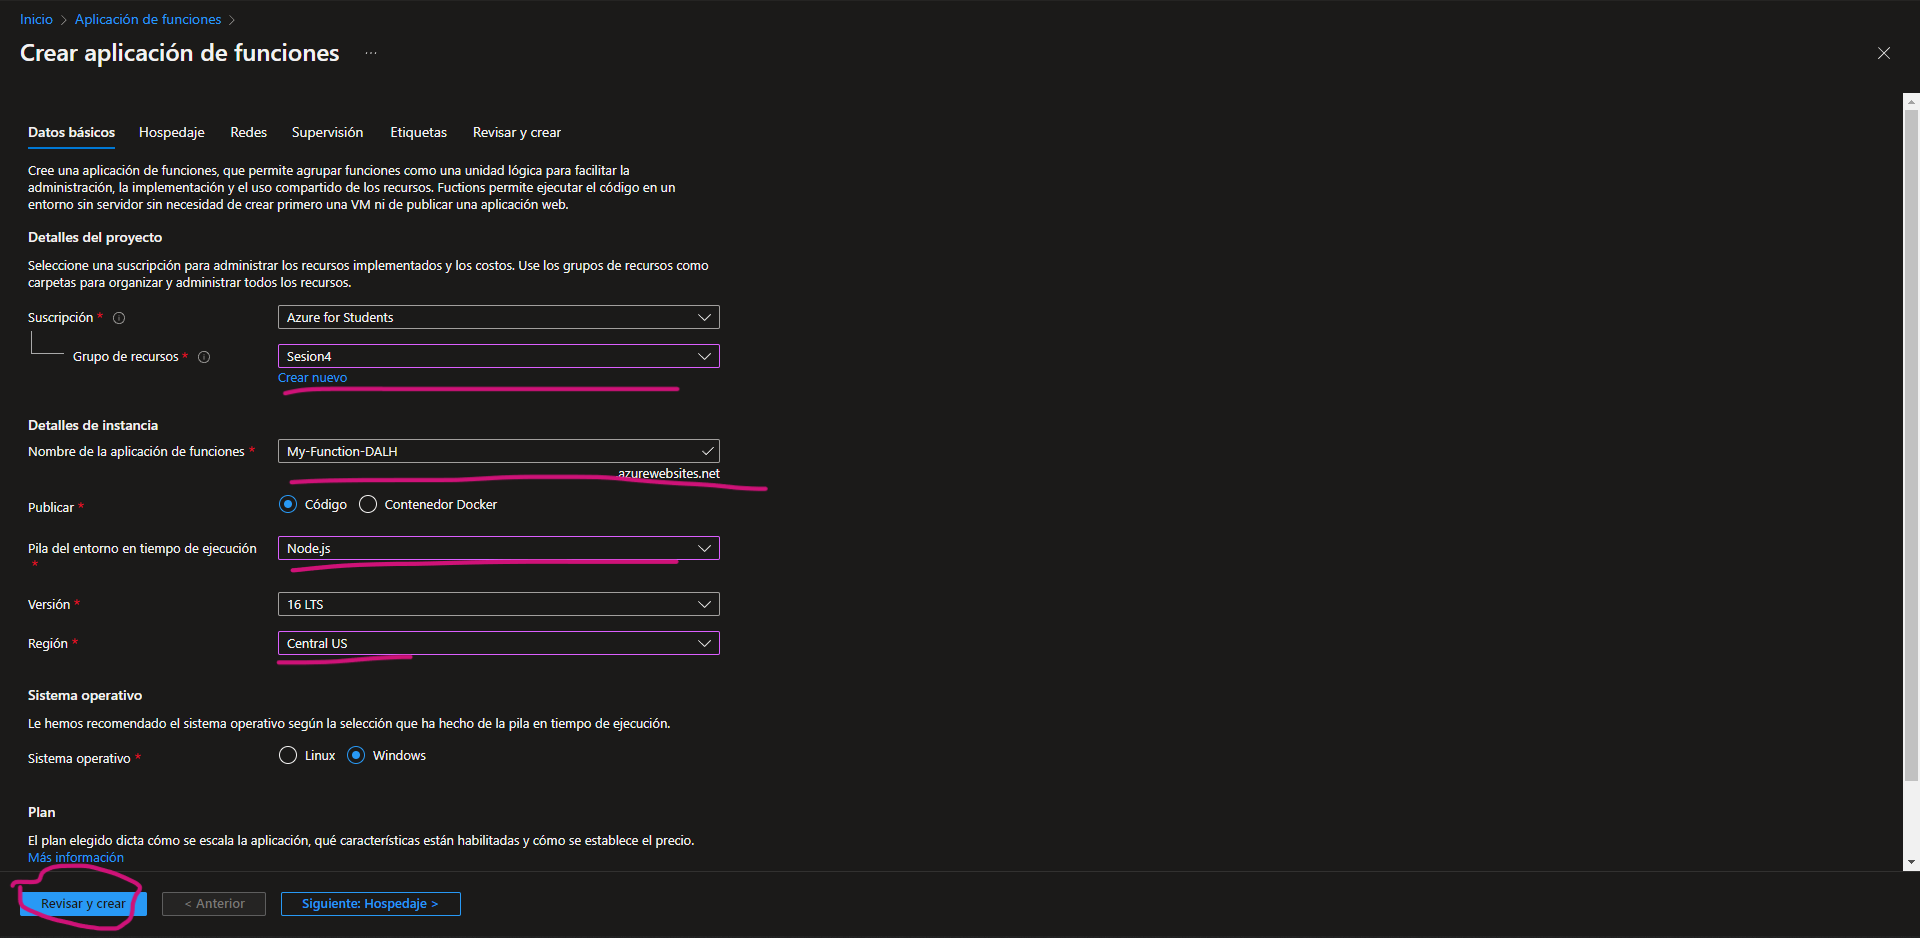 Inicio > Aplicación de funciones >
Crear aplicación de funciones ...
Datos básicos Hospedaje Redes Supervisión Etiquetas Revisar y crear
Cree una aplicación de funciones, que permite agrupar funciones como una unidad lógica para facilitar la
administración, la implementación y el uso compartido de los recursos. Fuctions permite ejecutar el código en un
entorno sin servidor sin necesidad de crear primero una VM ni de publicar una aplicación web.
Detalles del proyecto
Seleccione una suscripción para administrar los recursos implementados y los costos. Use los grupos de recursos como
carpetas para organizar y administrar todos los recursos.
Suscripción * Azure for Students
Grupo de recursos * Sesion4
Crear nuevo
Detalles de instancia
Nombre de la aplicación de funciones * My-Function-DALH
.azurewebsites.net
Publicar * Código Contenedor Docker
Pila del entorno en tiempo de ejecución Node.js
*
Versión * 16 LTS
Región * Central US
Sistema operativo
Le hemos recomendado el sistema operativo según la selección que ha hecho de la pila en tiempo de ejecución.
Sistema operativo * Linux Windows
Plan
El plan elegido dicta cómo se escala la aplicación, qué características están habilitadas y cómo se establece el precio.
Más información
Revisar y crear < Anterior Siguiente: Hospedaje >